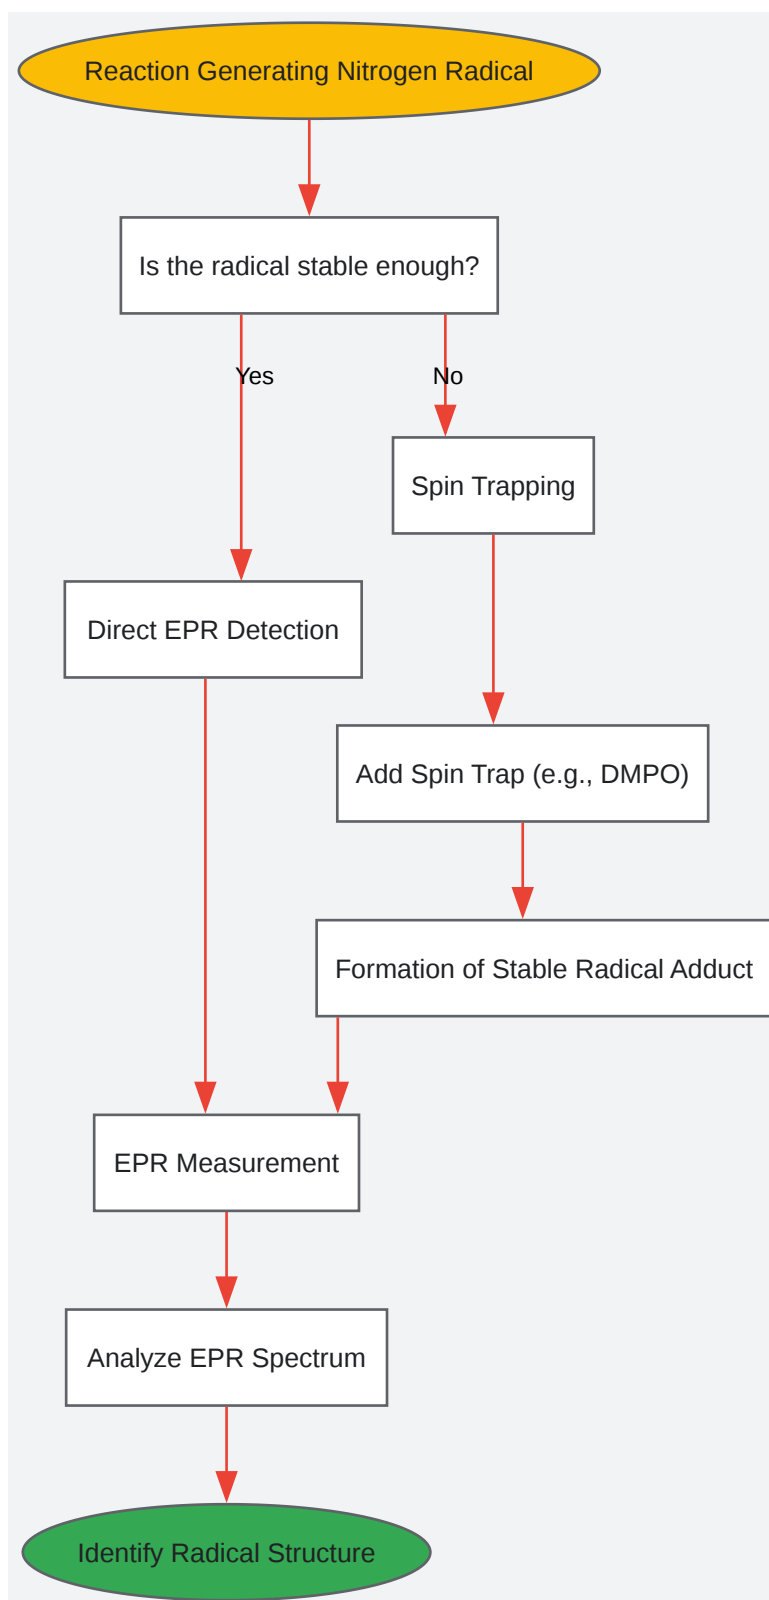 Reaction Generating Nitrogen Radical
Is the radical stable enough?
Yes
No
Spin Trapping
Direct EPR Detection
Add Spin Trap (e.g., DMPO)
Formation of Stable Radical Adduct
EPR Measurement
Analyze EPR Spectrum
Identify Radical Structure